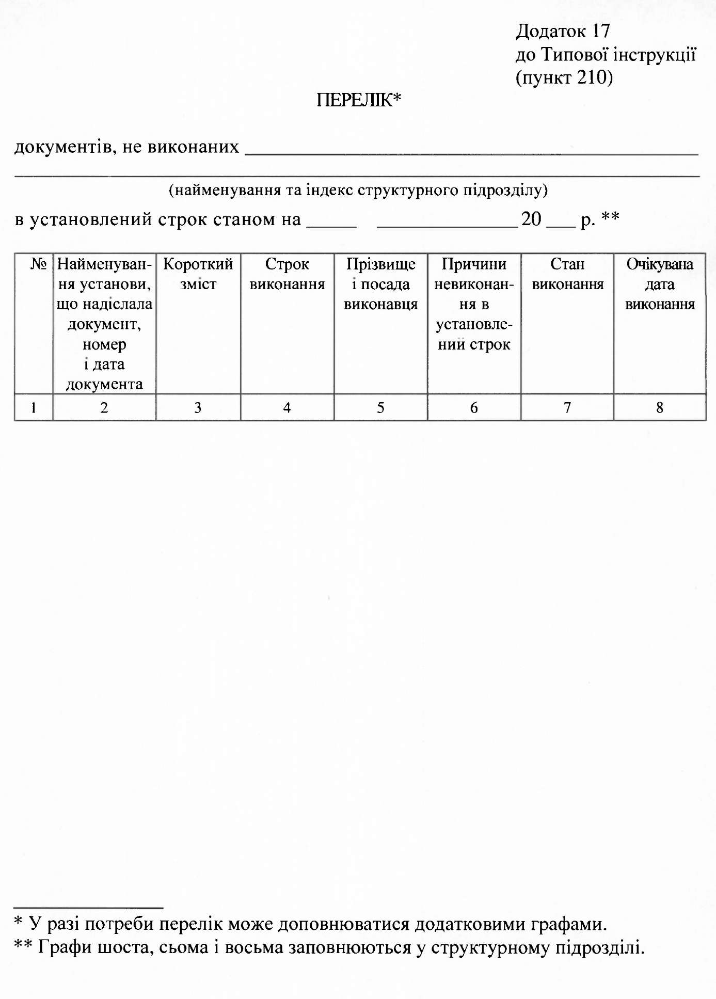 Додаток 17
до Типової інструкції
(пункт 210)
ПЕРЕЛІК*
документів, не виконаних
(найменування та індекс структурного підрозділу)
в установлений строк станом на _____ ______________ 20 ___ р. **
№
Найменуван-
ня установи,
що надіслала
документ,
номер
і дата
документа
Короткий
зміст
Строк
виконання
Прізвище
і посада
виконавця
Причини
невиконан-
ня в
установле-
ний строк
Стан
виконання
Очікувана
дата
виконання
1 2 3 4 5 6 7 8
* У разі потреби перелік може доповнюватися додатковими графами.
** Графи шоста, сьома і восьма заповнюються у структурному підрозділі.